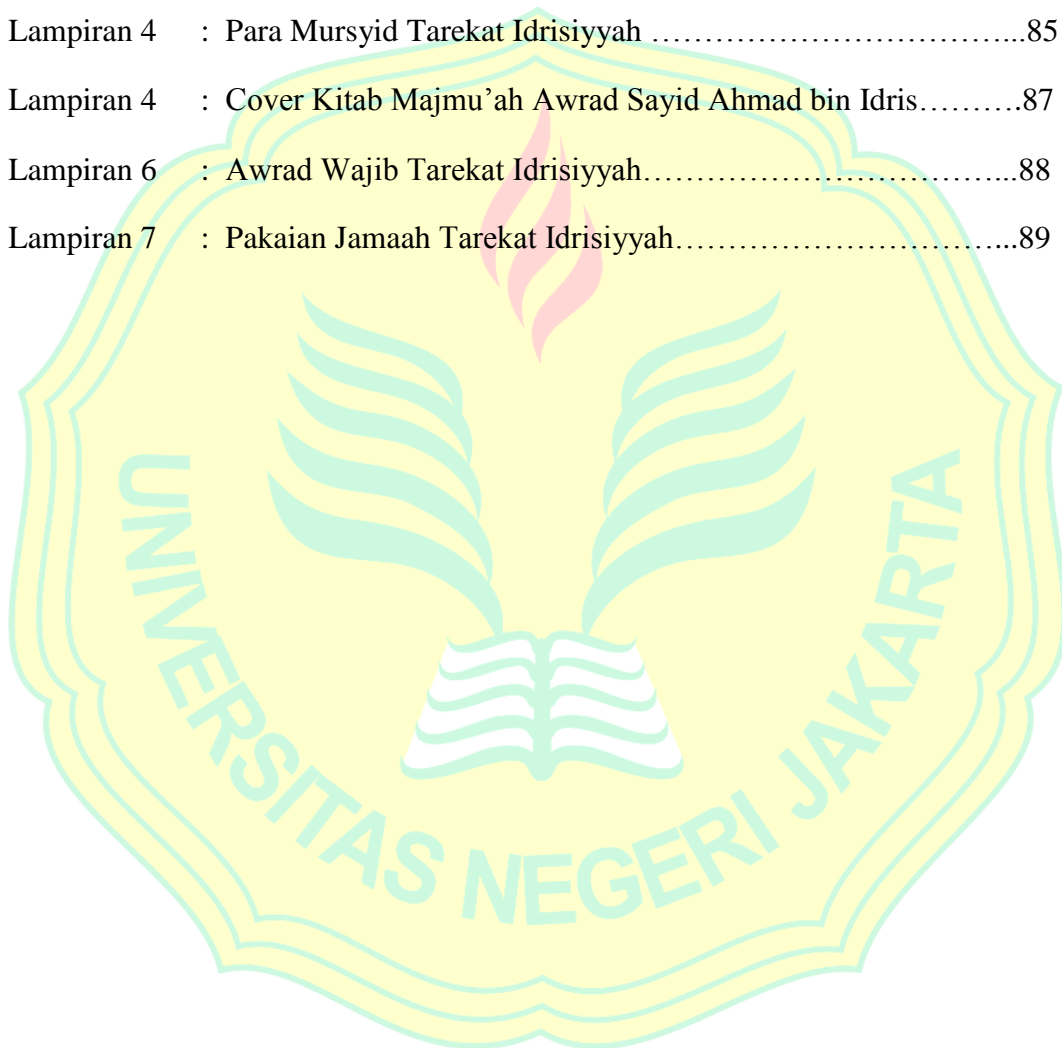 Lampiran 4 : Para Mursyid Tarekat Idrisiyyah ……………………………...85
Lampiran 4 : Cover Kitab Majmu’ah Awrad Sayid Ahmad bin Idris……….87
Lampiran 6 : Awrad Wajib Tarekat Idrisiyyah……………………………...88
Lampiran 7 : Pakaian Jamaah Tarekat Idrisiyyah…………………………...89
UNIVERSITAS NEGERI JAKARTA